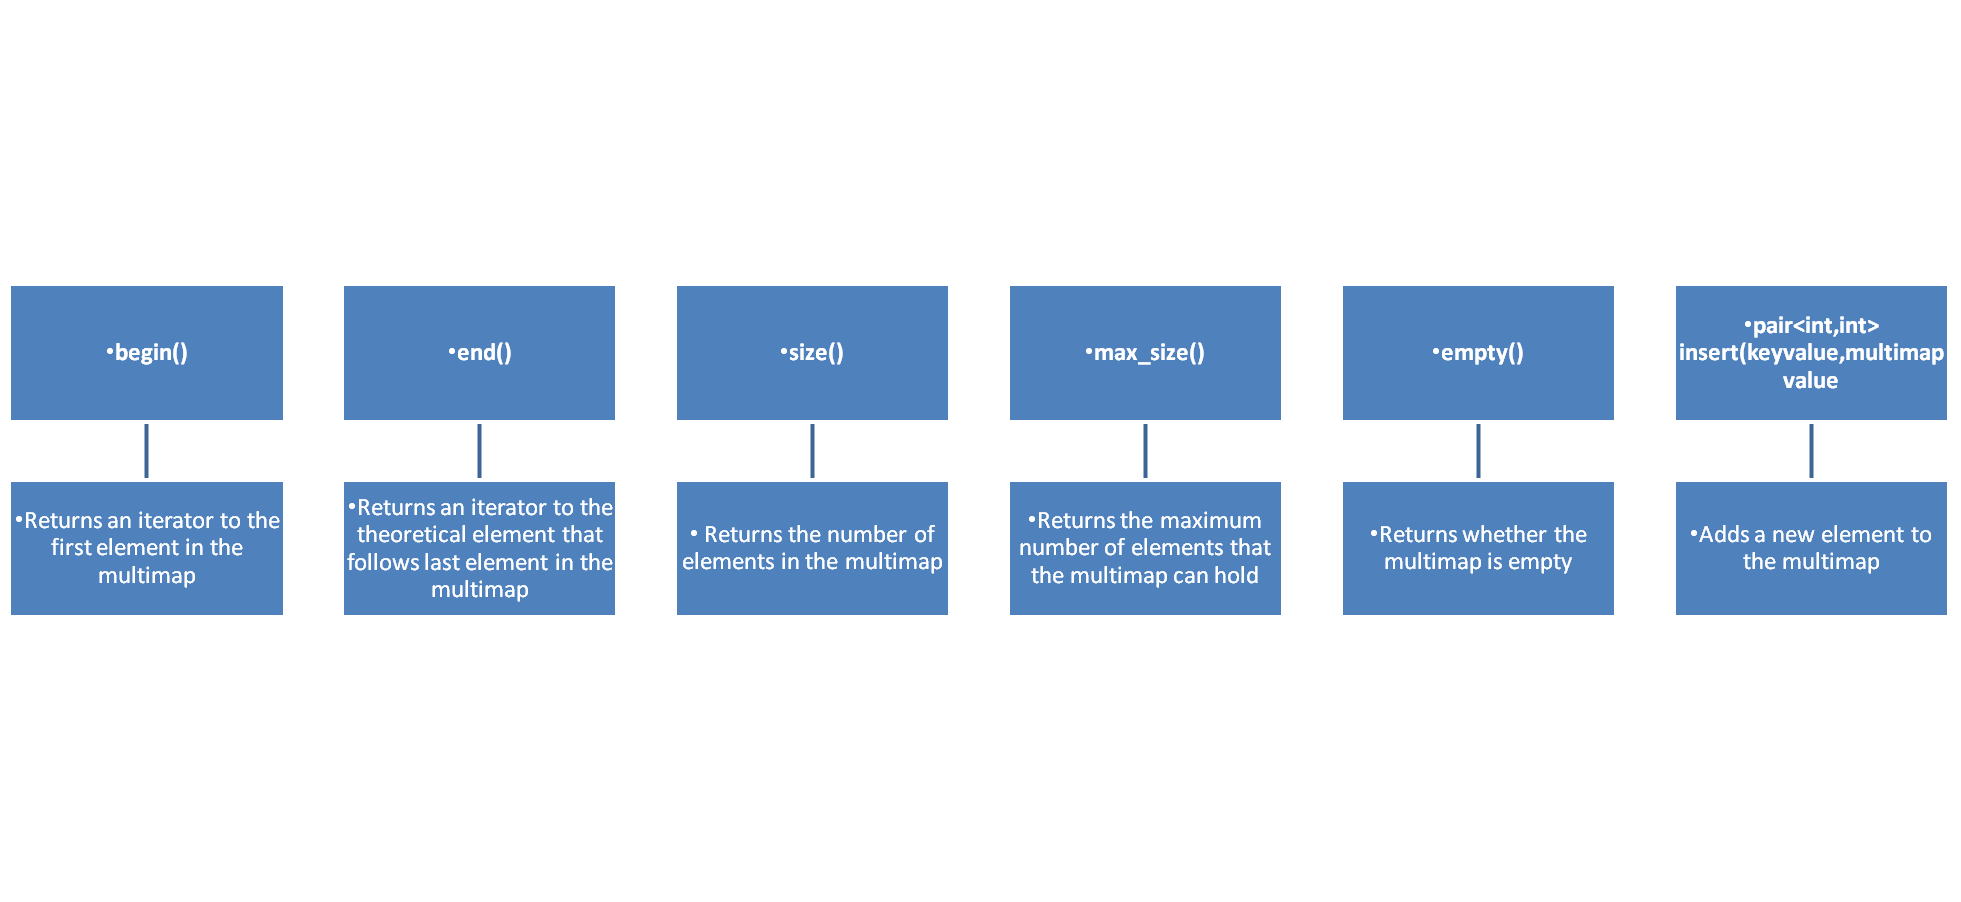 •begin()
•end()
•size()
•max_size()
•empty()
•pair<int,int>
insert(keyvalue,multimap
value
•Returns an iterator to the
first element in the
multimap
•Returns an iterator to the
theoretical element that
follows last element in the
multimap
• Returns the number of
elements in the multimap
•Returns the maximum
number of elements that
the multimap can hold
•Returns whether the
multimap is empty
•Adds a new element to
the multimap